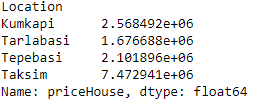 Location
Kumkapi 2.568492e+06
Tarlabasi 1.676688e+06
Tepebasi 2.101896e+06
Taksim 7.472941e+06
Name: priceHouse, dtype: float64